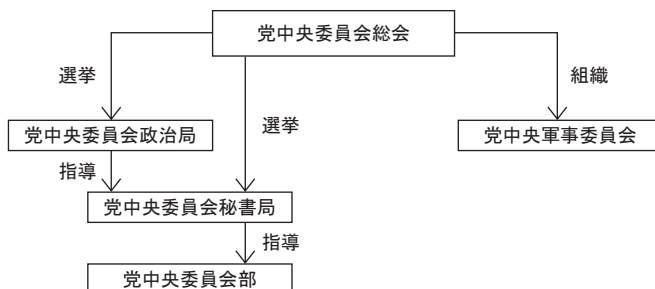 党中央委員会総会
選挙
組織
選挙
党中央委員会政治局
党中央軍事委員会
指導
党中央委員会秘書局
指導
党中央委員会部